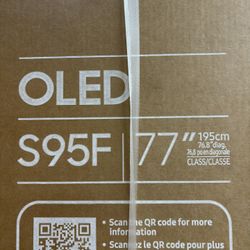 OLED
S95F
77"
195cm
76.8" diag.
76,8 po en diagonale
CLASS/CLASSE
• Scan the QR code for more
information
• Scannez le QR code pour plus